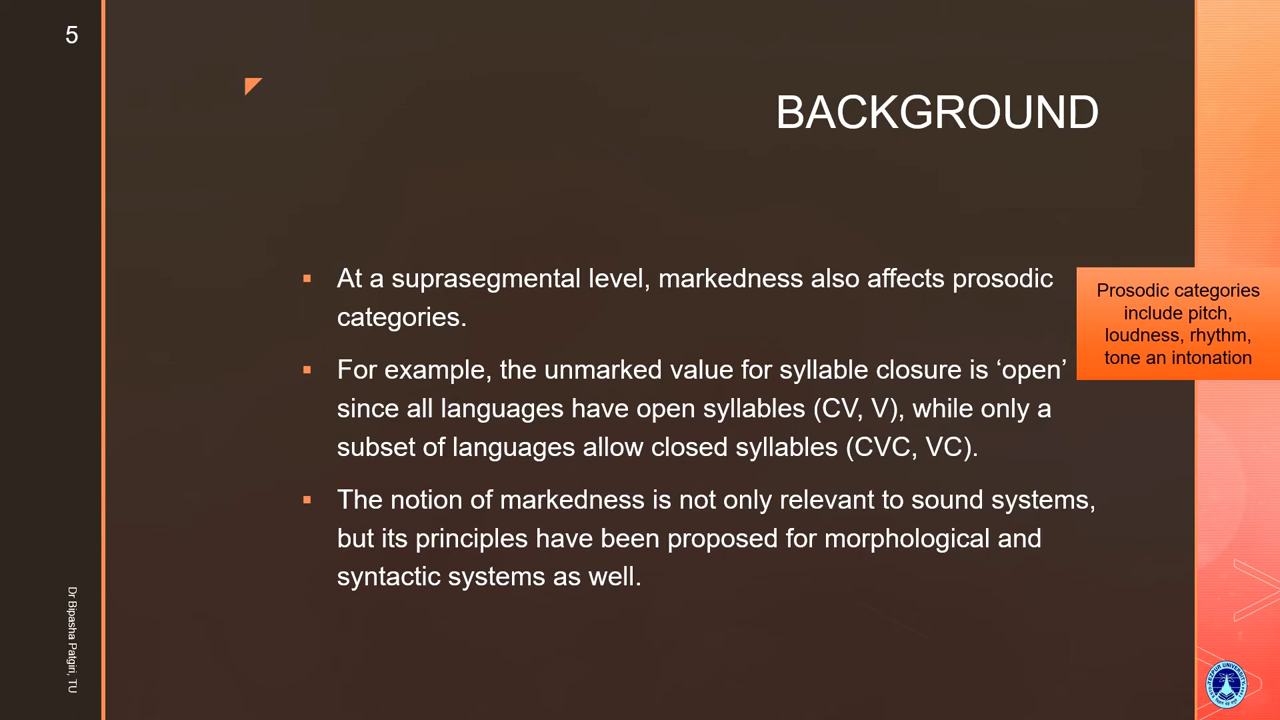 5
BACKGROUND
At a suprasegmental level, markedness also affects prosodic
categories.
For example, the unmarked value for syllable closure is ‘open’
since all languages have open syllables (CV, V), while only a
subset of languages allow closed syllables (CVC, VC).
The notion of markedness is not only relevant to sound systems,
but its principles have been proposed for morphological and
syntactic systems as well.
Prosodic categories
include pitch,
loudness, rhythm,
tone an intonation
Dr Bipasha Patgiri, TU
TEZPUR UNIVERSITY